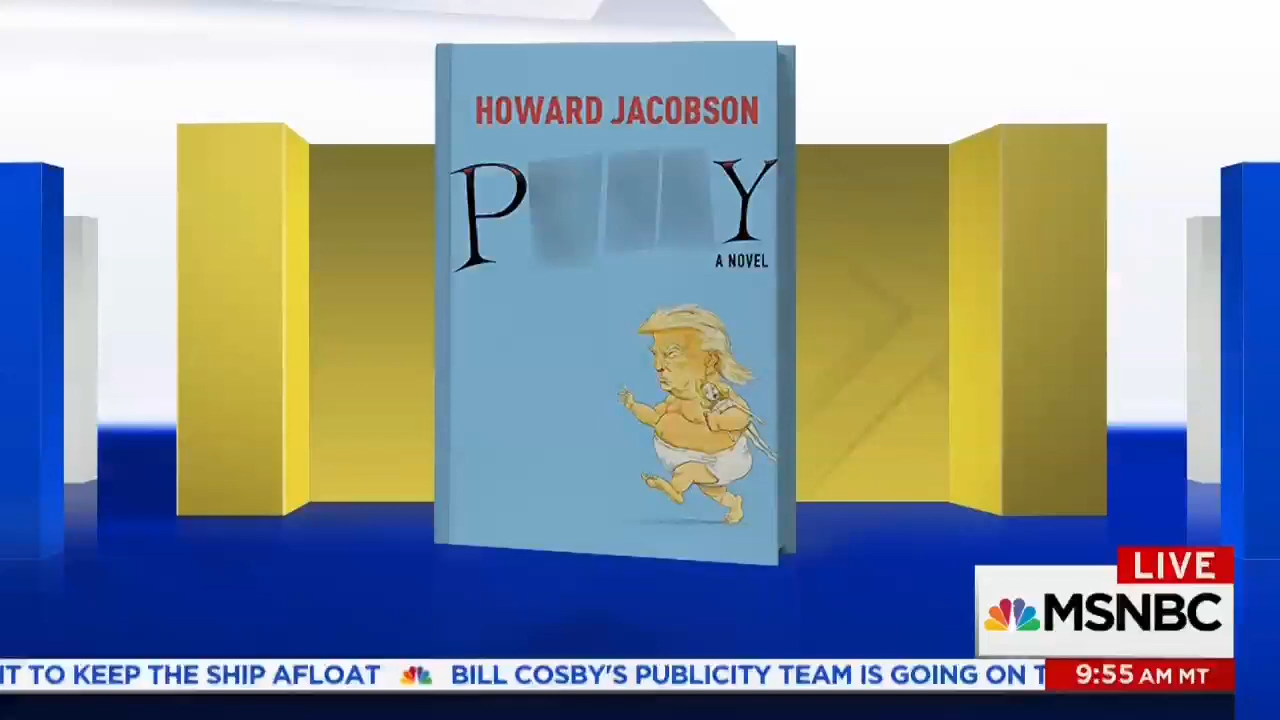 HOWARD JACOBSON
P Y
A NOVEL
LIVE
MSNBC
IT TO KEEP THE SHIP AFLOAT BILL COSBY'S PUBLICITY TEAM IS GOING ON T
9:55 AM MT